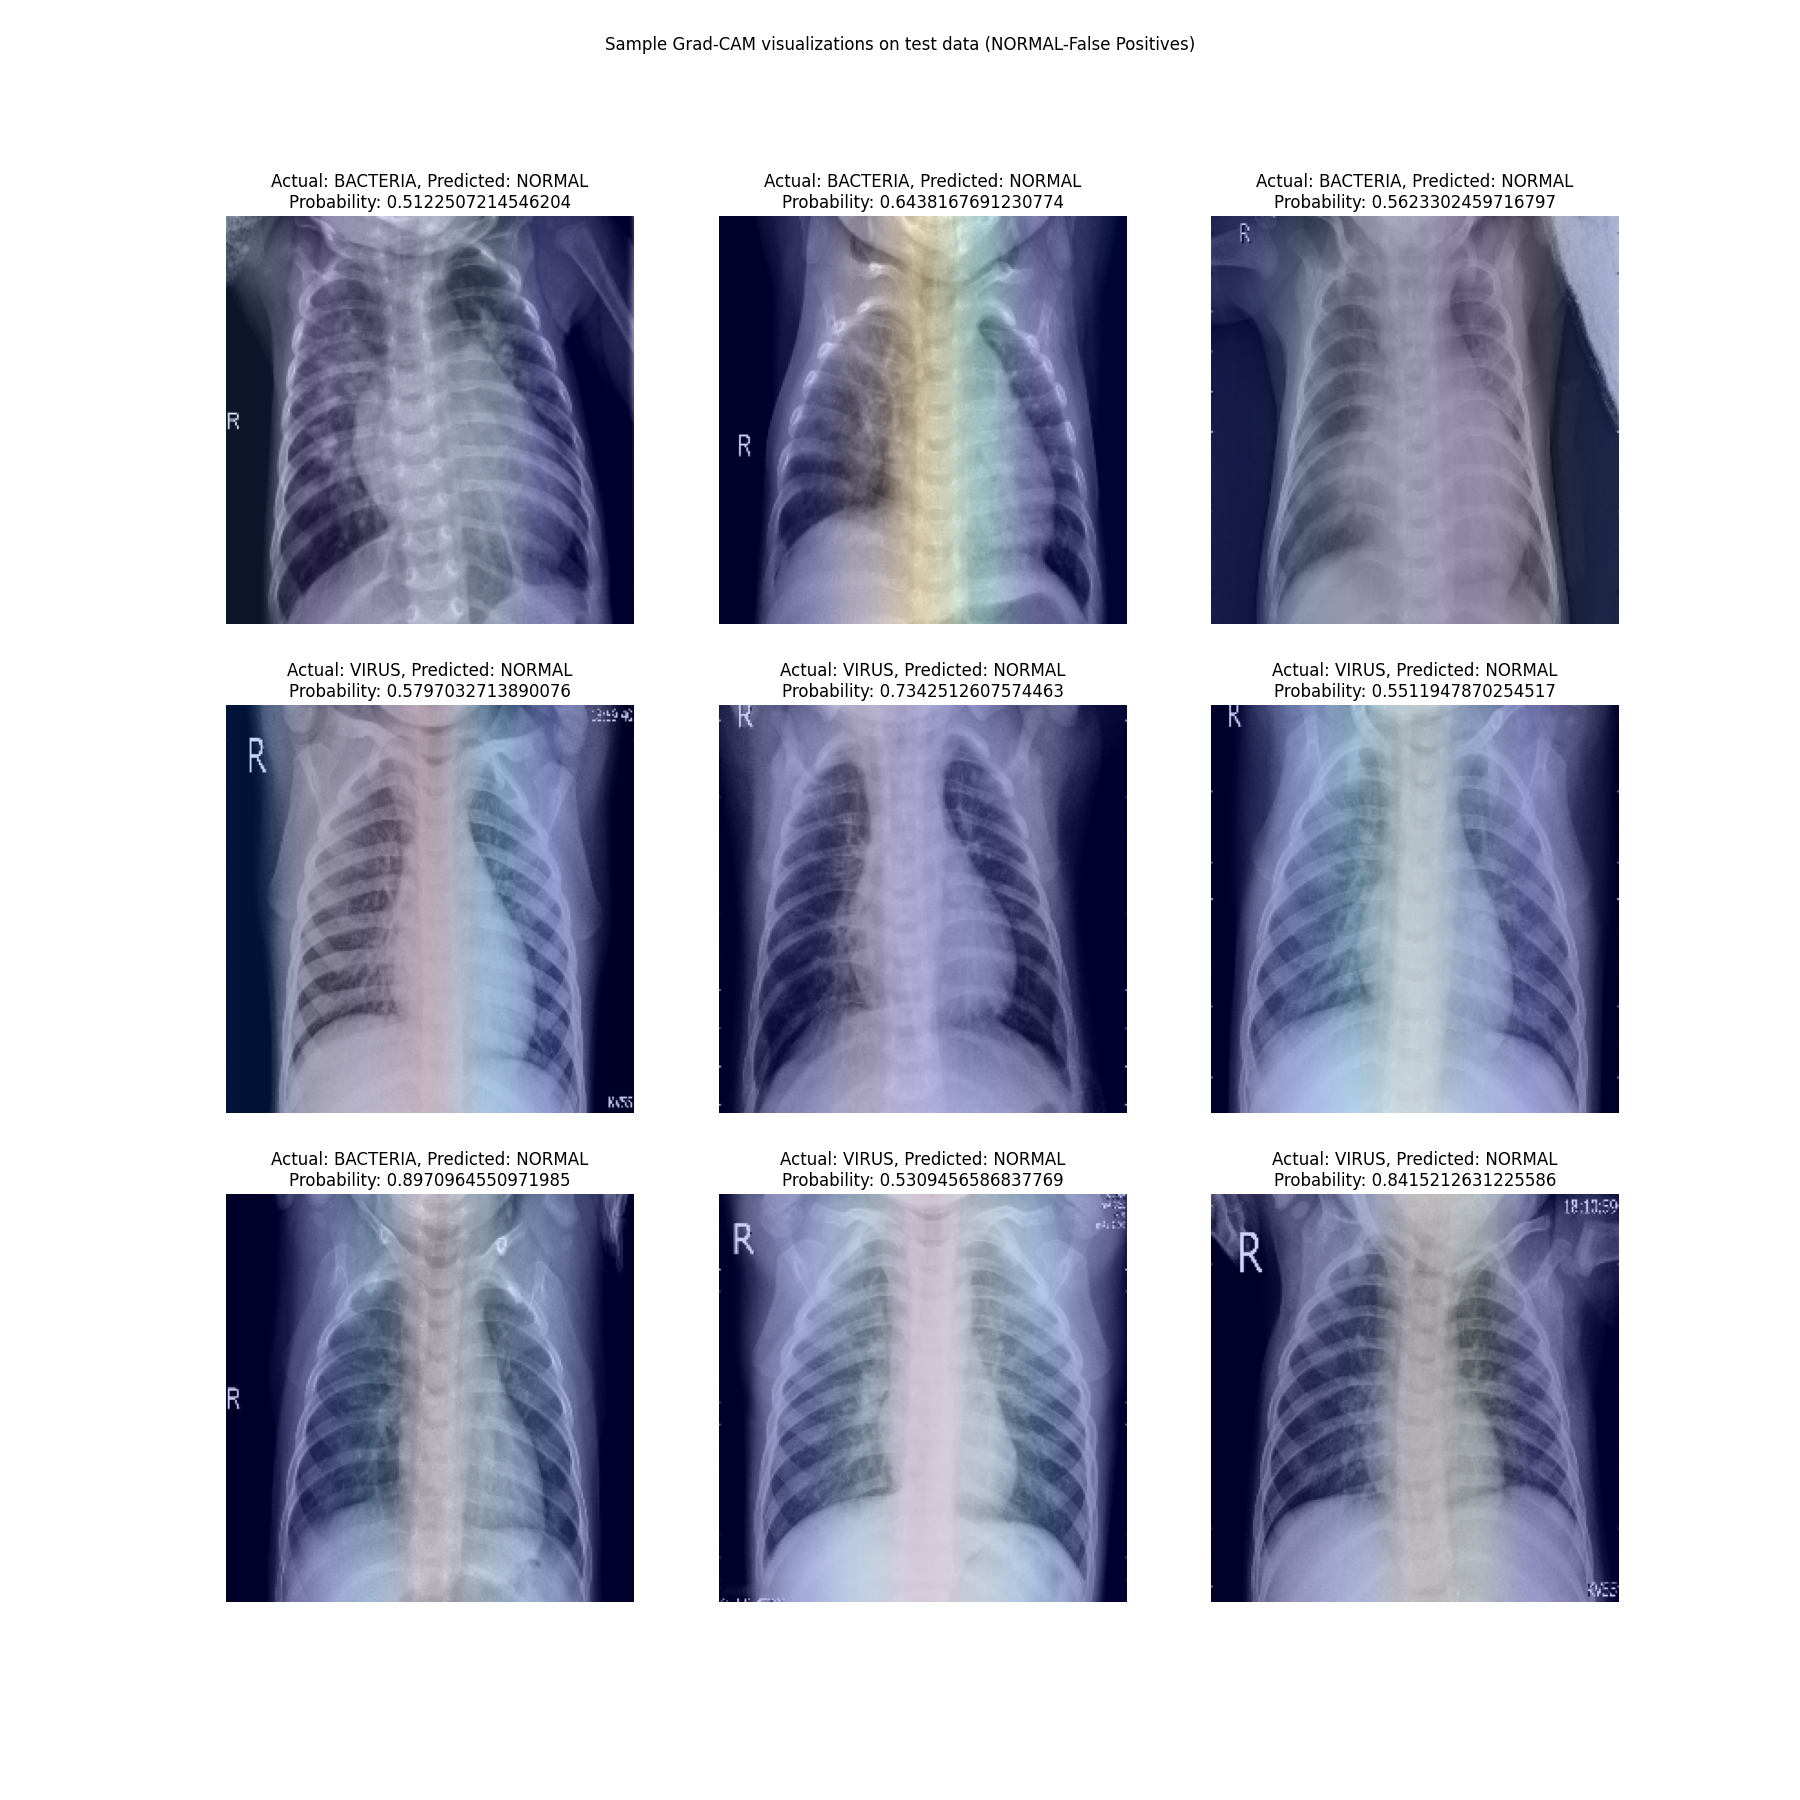 Sample Grad-CAM visualizations on test data (NORMAL-False Positives)
Actual: BACTERIA, Predicted: NORMAL
Probability: 0.5122507214546204
Actual: BACTERIA, Predicted: NORMAL
Probability: 0.6438167691230774
Actual: BACTERIA, Predicted: NORMAL
Probability: 0.5623302459716797
R
R
R
Actual: VIRUS, Predicted: NORMAL
Probability: 0.5797032713890076
Actual: VIRUS, Predicted: NORMAL
Probability: 0.7342512607574463
Actual: VIRUS, Predicted: NORMAL
Probability: 0.5511947870254517
R
R
R
KV55
Actual: BACTERIA, Predicted: NORMAL
Probability: 0.8970964550971985
Actual: VIRUS, Predicted: NORMAL
Probability: 0.5309456586837769
Actual: VIRUS, Predicted: NORMAL
Probability: 0.8415212631225586
R
R
R
18:10:59